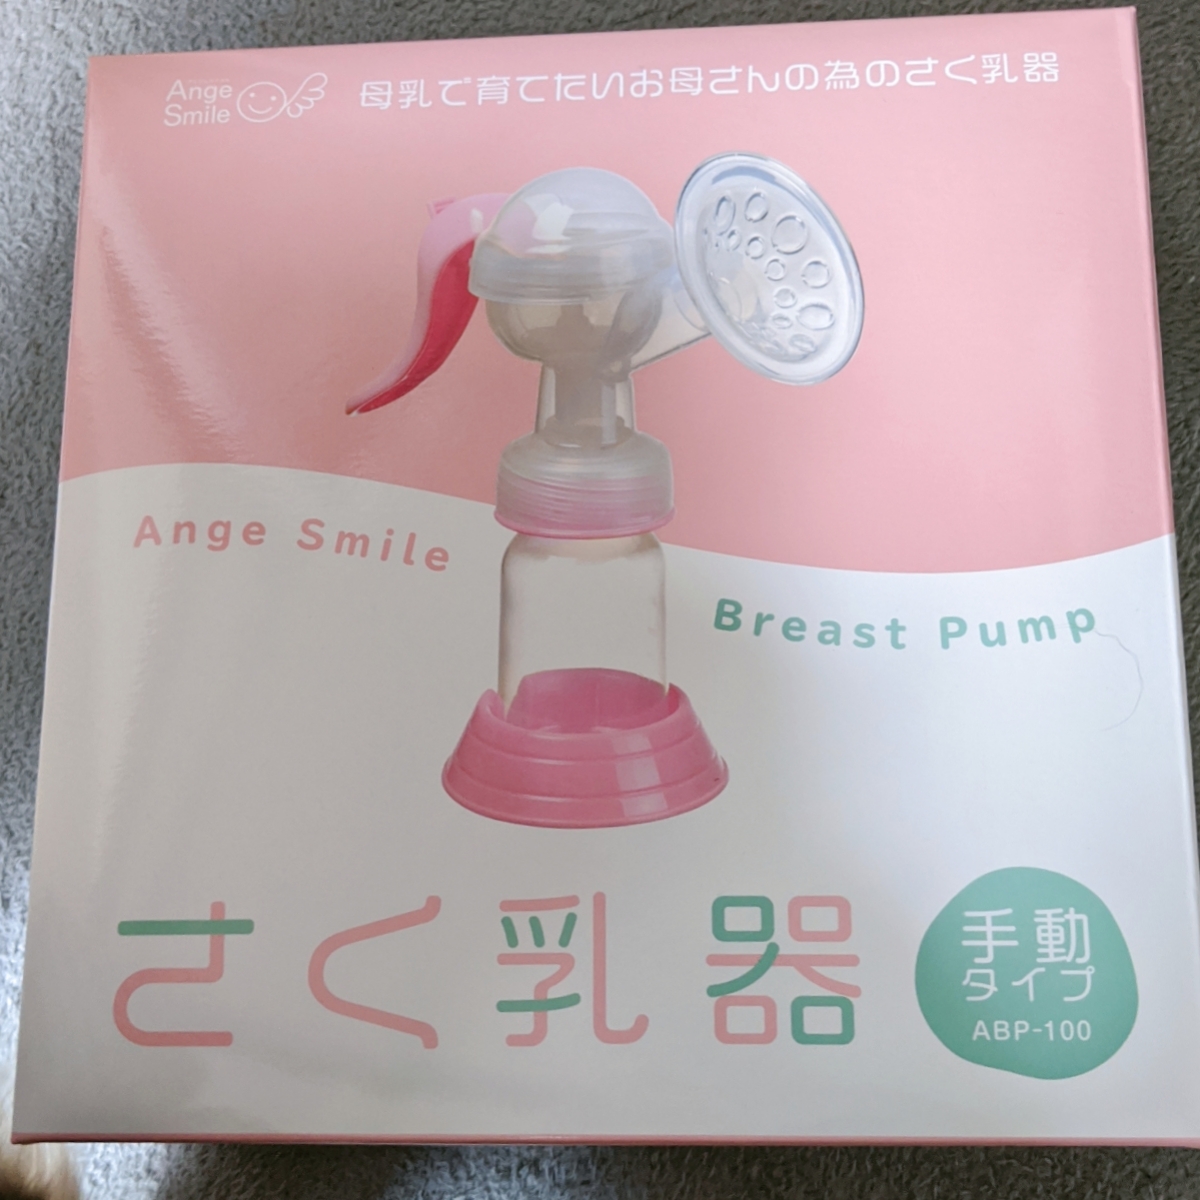 Ange
Smile
母乳で育てたいお母さんの為のさく乳器
Ange Smile
Breast Pump
さく乳器
手動
タイプ
ABP-100